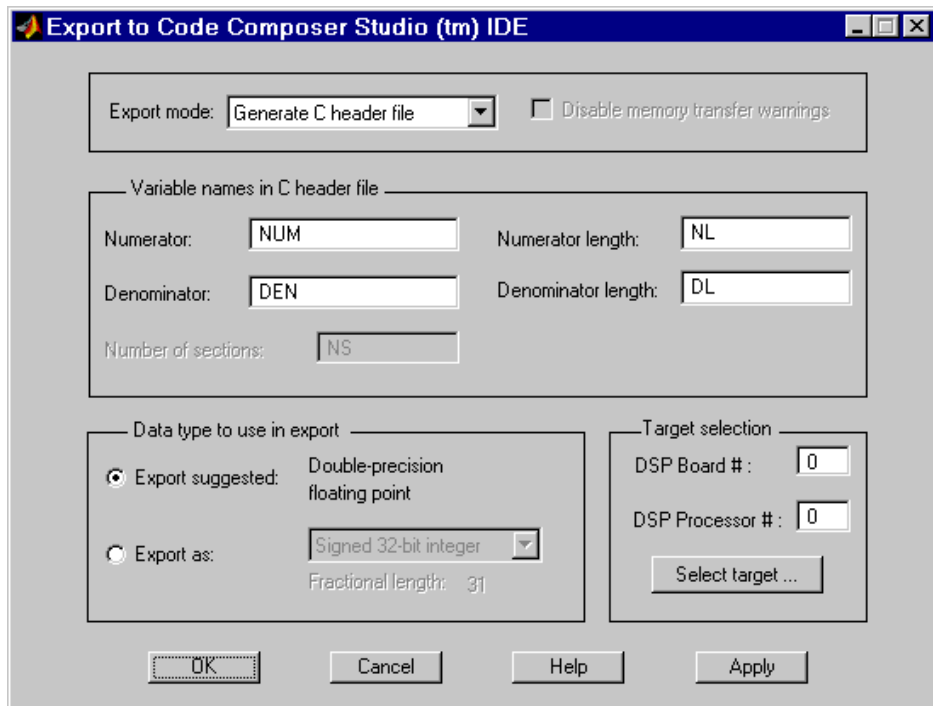 Export to Code Composer Studio (tm) IDE
Export mode: Generate C header file Disable memory transfer warnings
Variable names in C header file
Numerator: NUM Numerator length: NL
Denominator: DEN Denominator length: DL
Number of sections: NS
Data type to use in export
Export suggested: Double-precision
floating point
Export as: Signed 32-bit integer
Fractional length: 31
Target selection
DSP Board # : 0
DSP Processor # : 0
Select target ...
OK Cancel Help Apply